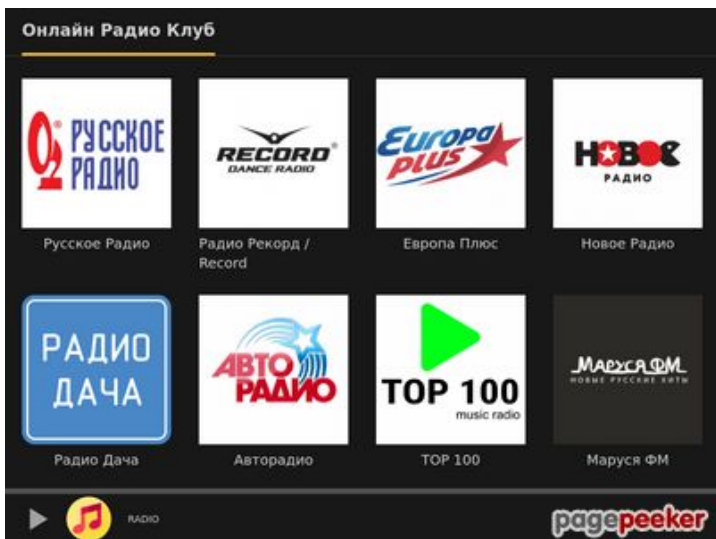 Онлайн Радио Клуб
РУССКОЕ
РАДИО
RECORD
DANCE RADIO
Europa
PLUS
НОВОЕ
РАДИО
Русское Радио
Радио Рекорд /
Record
Европа Плюс
Новое Радио
РАДИО
ДАЧА
АВТО
РАДИО
TOP 100
music radio
МАРУСЯ ФМ
НОВЫЕ РУССКИЕ ХИТЫ
Радио Дача
Авторадио
TOP 100
Маруся ФМ
RADIO
pagepeeker